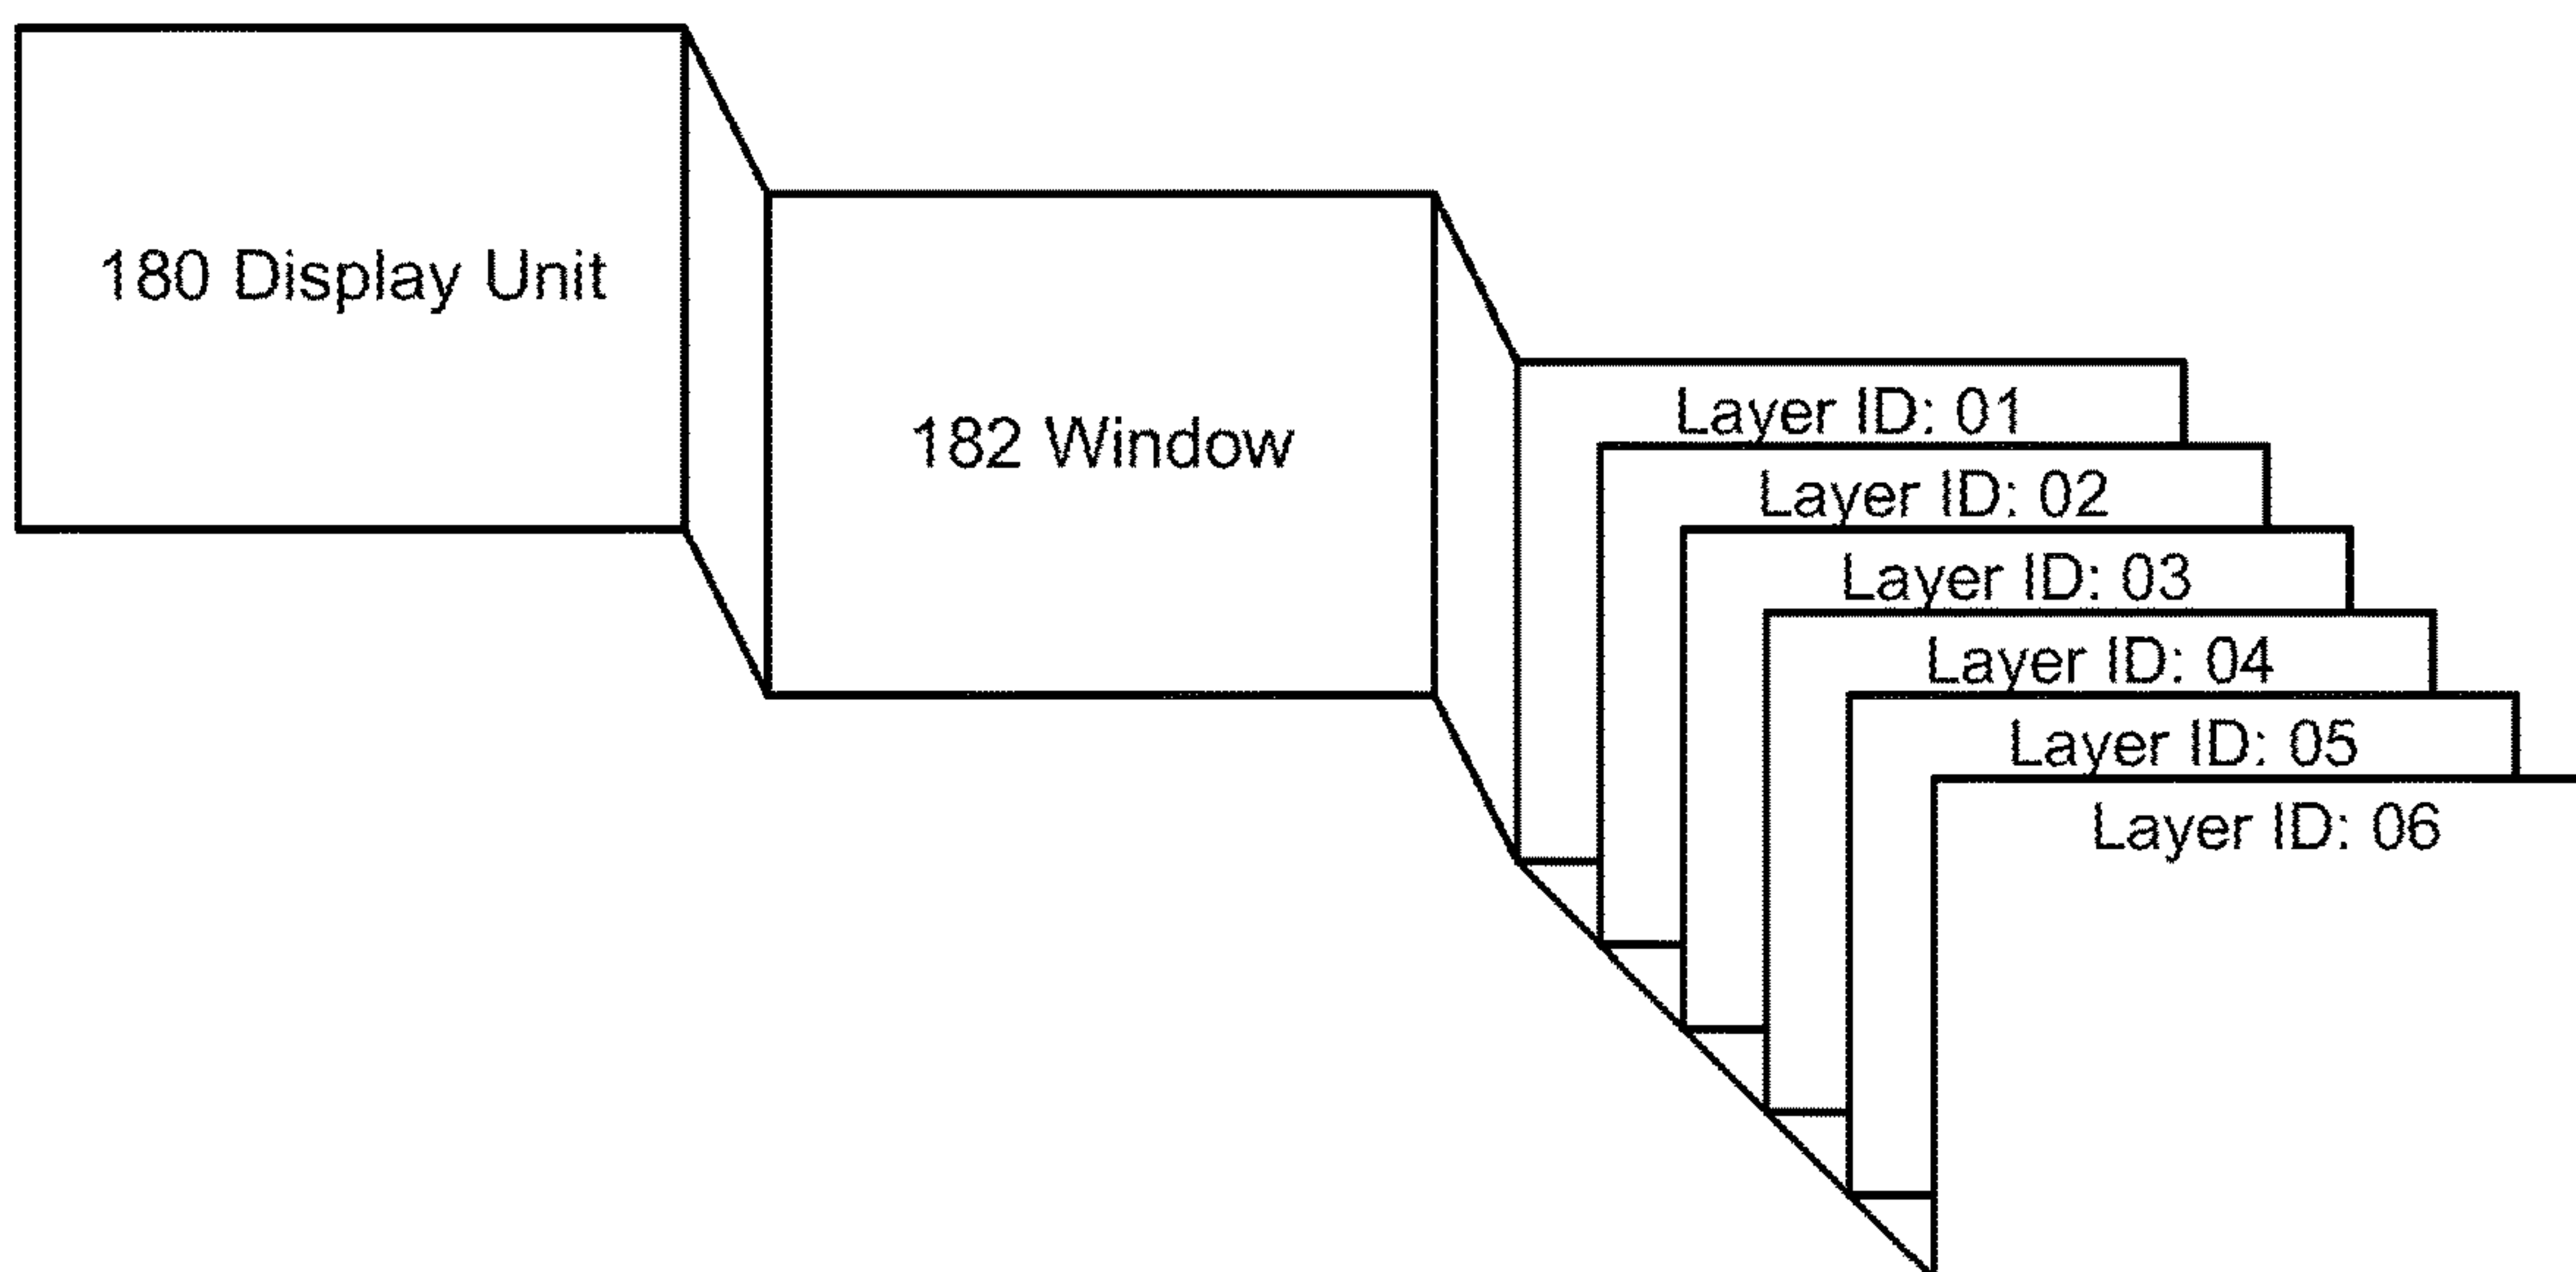 180 Display Unit
182 Window
Layer ID: 01
Layer ID: 02
Layer ID: 03
Layer ID: 04
Layer ID: 05
Layer ID: 06